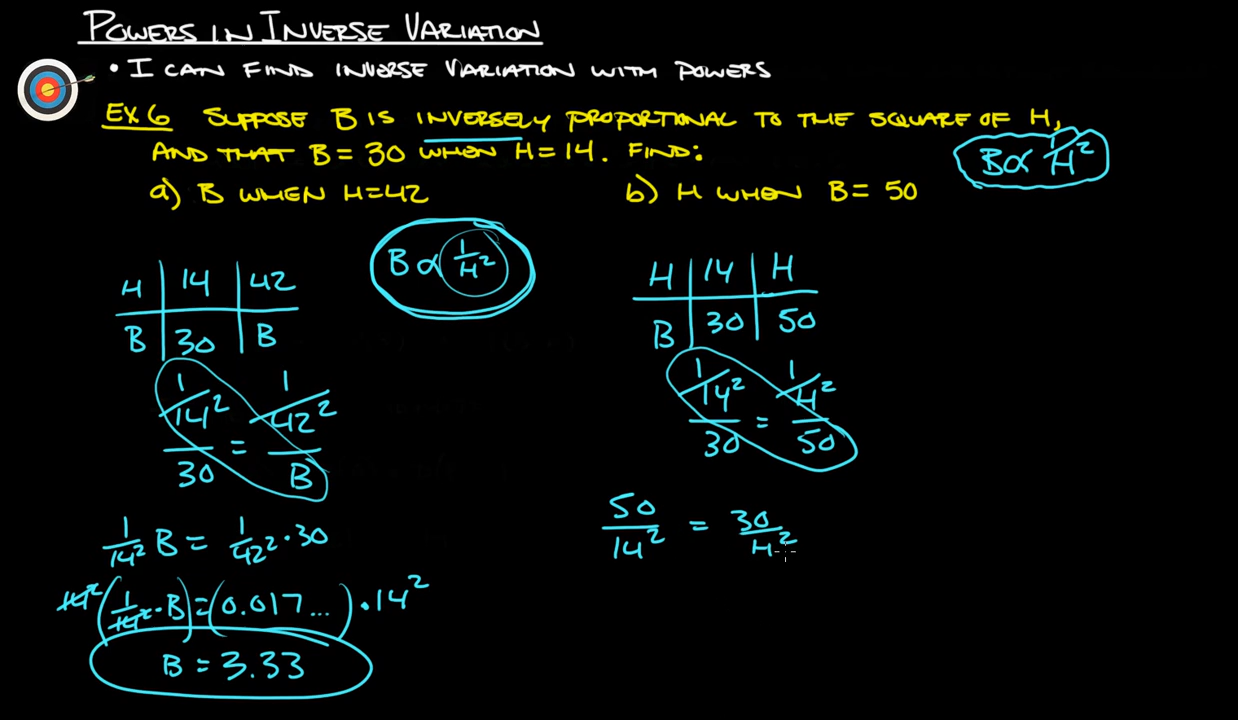 POWERS IN INVERSE VARIATION
• I CAN FIND INVERSE VARIATION WITH POWERS
EX 6 SUPPOSE B IS INVERSELY PROPORTIONAL TO THE SQUARE OF H,
AND THAT B = 30 WHEN H = 14. FIND:
B ∝ 1/H²
a) B WHEN H = 42
b) H WHEN B = 50
B ∝ 1/H²
H | 14 | 42
B | 30 | B
(1/14²)/30 = (1/42²)/B
1/14² B = 1/42² · 30
14² (1/14² · B) = (0.017...) · 14²
B = 3.33
H | 14 | H
B | 30 | 50
(1/14²)/30 = (1/H²)/50
50/14² = 30/H²